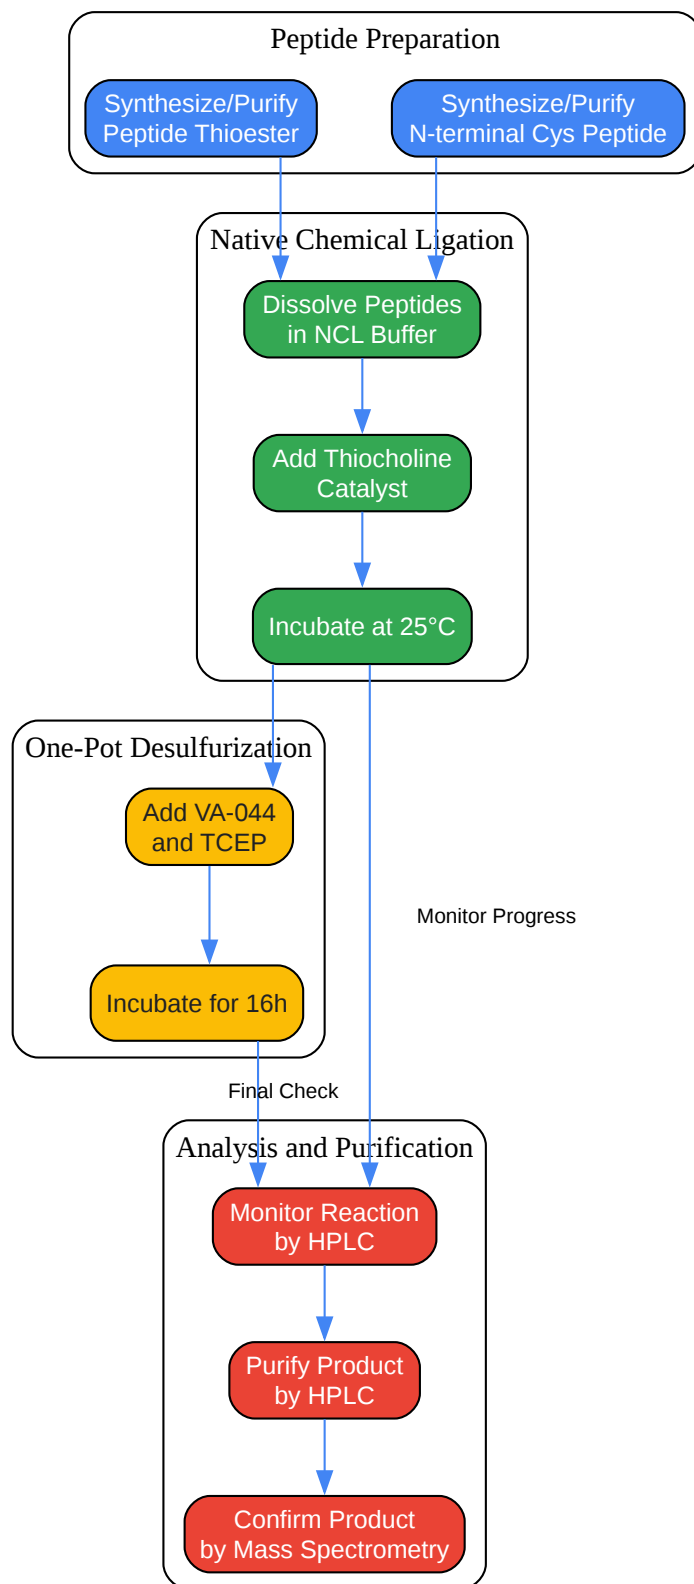 Peptide Preparation
Synthesize/Purify
Peptide Thioester
Synthesize/Purify
N-terminal Cys Peptide
Native Chemical Ligation
Dissolve Peptides
in NCL Buffer
Add Thiocholine
Catalyst
Incubate at 25°C
One-Pot Desulfurization
Add VA-044
and TCEP
Monitor Progress
Incubate for 16h
Final Check
Analysis and Purification
Monitor Reaction
by HPLC
Purify Product
by HPLC
Confirm Product
by Mass Spectrometry